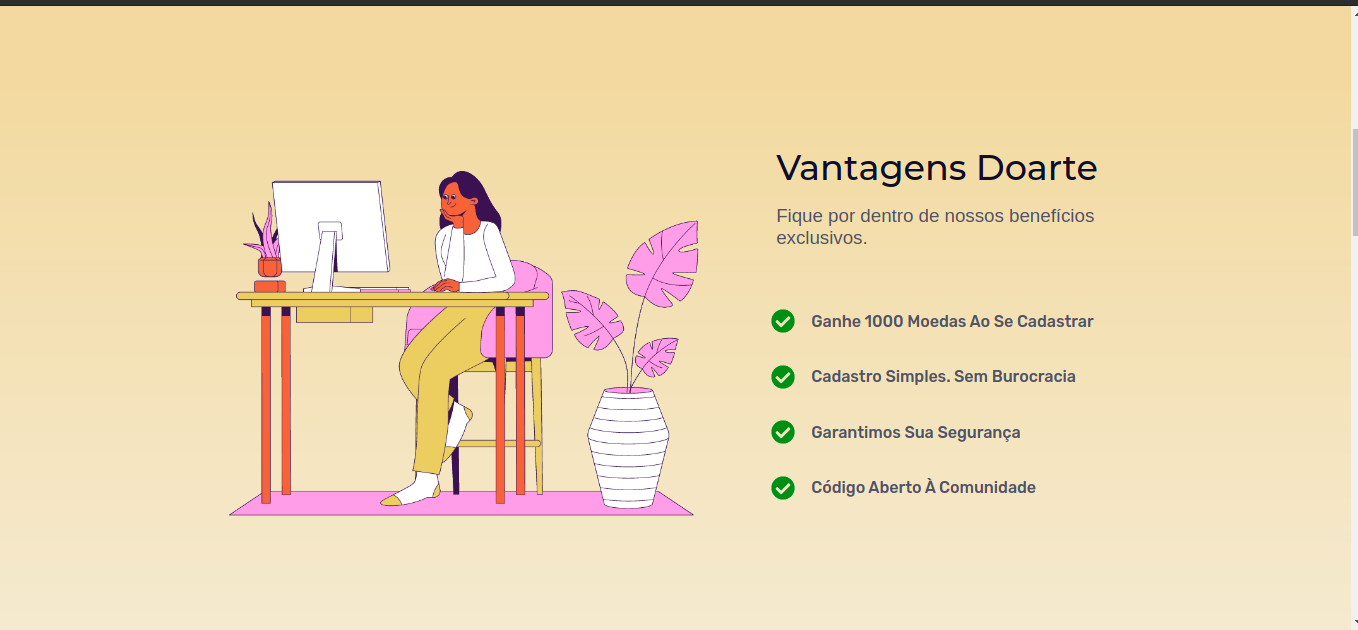 Vantagens Doarte
Fique por dentro de nossos benefícios
exclusivos.
Ganhe 1000 Moedas Ao Se Cadastrar
Cadastro Simples. Sem Burocracia
Garantimos Sua Segurança
Código Aberto À Comunidade